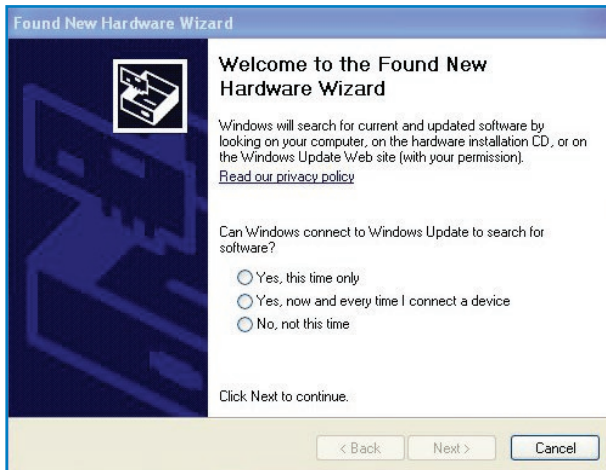 Found New Hardware Wizard
Welcome to the Found New
Hardware Wizard
Windows will search for current and updated software by
looking on your computer, on the hardware installation CD, or on
the Windows Update Web site (with your permission).
Read our privacy policy
Can Windows connect to Windows Update to search for
software?
Yes, this time only
Yes, now and every time I connect a device
No, not this time
Click Next to continue.
< Back Next > Cancel